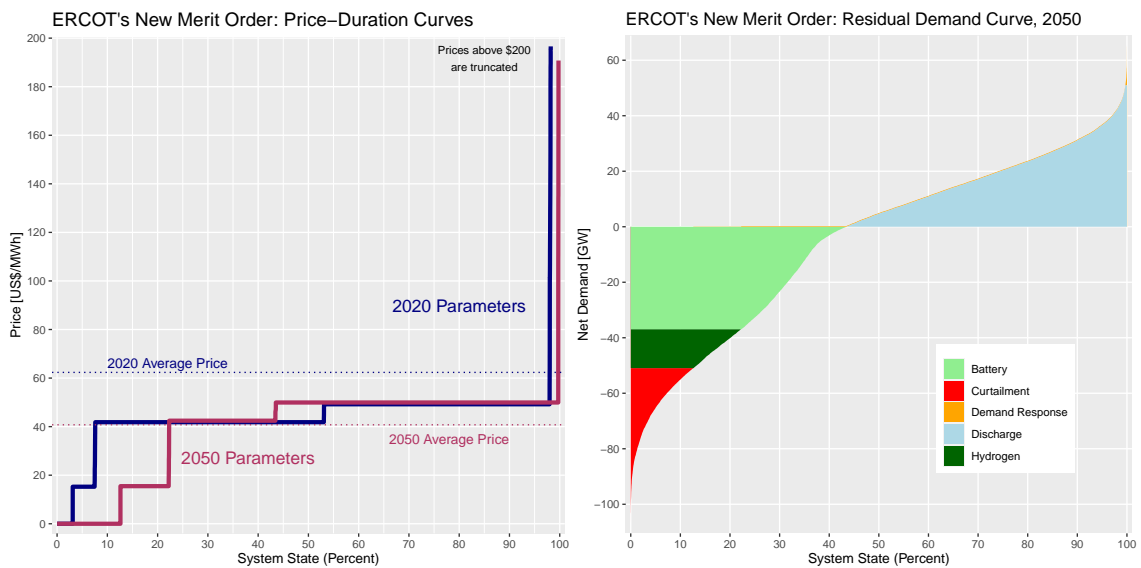 ERCOT's New Merit Order: Price−Duration Curves
200
180
160
140
120
100
80
60
40
20
0
Price [US$/MWh]
Prices above $200
are truncated
2020 Parameters
2020 Average Price
2050 Average Price
2050 Parameters
0 10 20 30 40 50 60 70 80 90 100
System State (Percent)
ERCOT's New Merit Order: Residual Demand Curve, 2050
60
40
20
0
−20
−40
−60
−80
−100
Net Demand [GW]
Battery
Curtailment
Demand Response
Discharge
Hydrogen
0 10 20 30 40 50 60 70 80 90 100
System State (Percent)